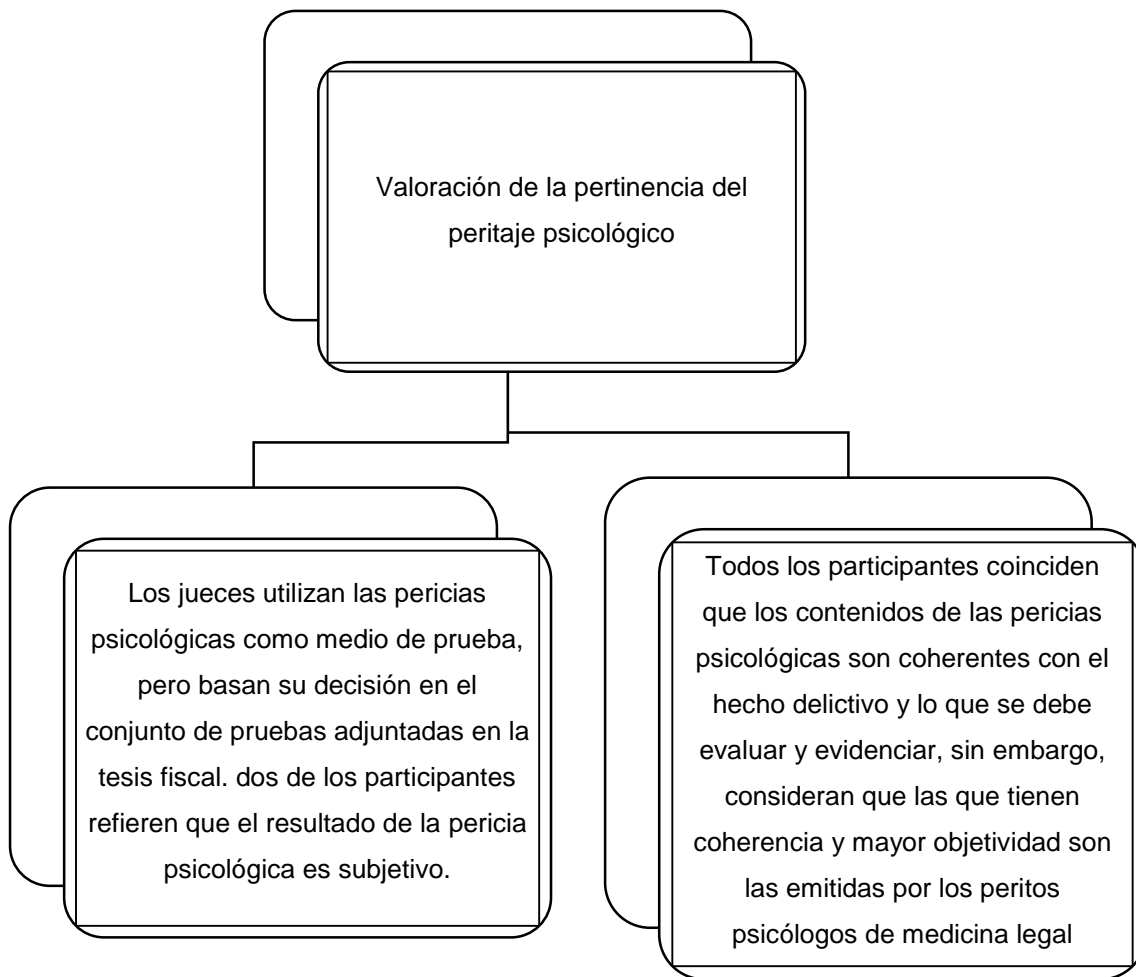 Valoración de la pertinencia del
peritaje psicológico
Los jueces utilizan las pericias
psicológicas como medio de prueba,
pero basan su decisión en el
conjunto de pruebas adjuntadas en la
tesis fiscal. dos de los participantes
refieren que el resultado de la pericia
psicológica es subjetivo.
Todos los participantes coinciden
que los contenidos de las pericias
psicológicas son coherentes con el
hecho delictivo y lo que se debe
evaluar y evidenciar, sin embargo,
consideran que las que tienen
coherencia y mayor objetividad son
las emitidas por los peritos
psicólogos de medicina legal